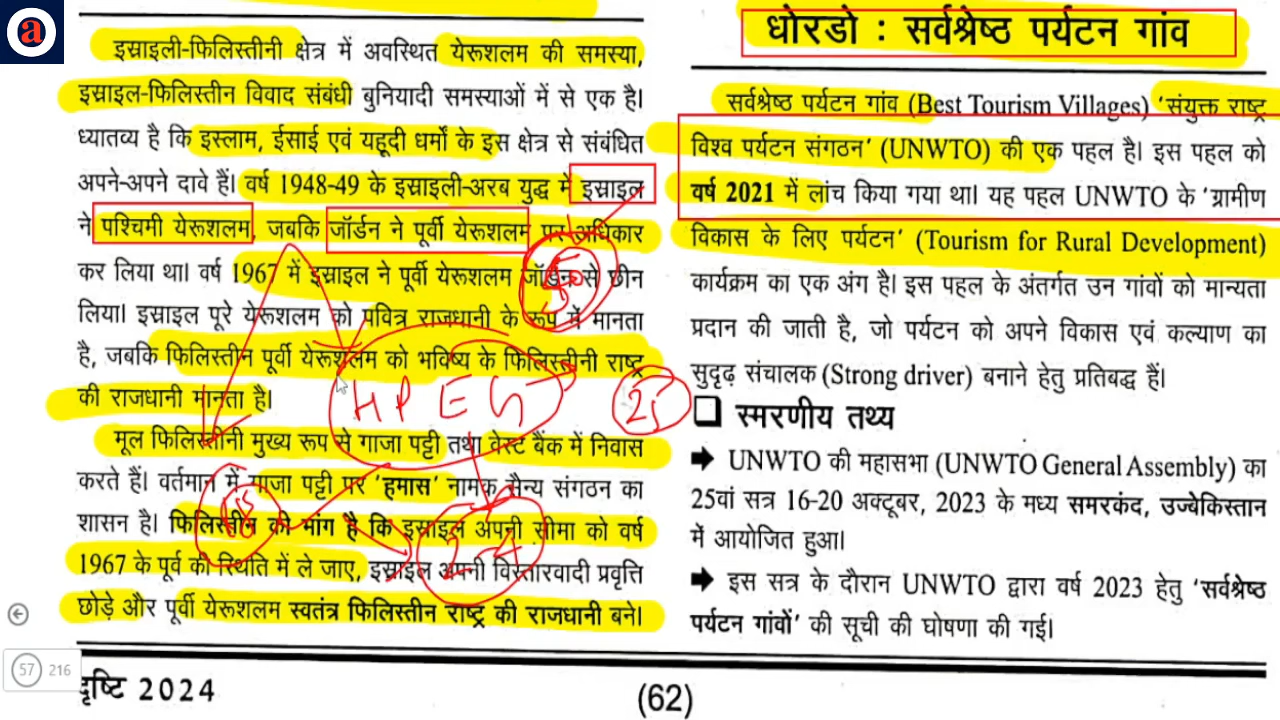 a
इस्राइली-फिलिस्तीनी क्षेत्र में अवस्थित येरूशलम की समस्या,
इस्राइल-फिलिस्तीन विवाद संबंधी बुनियादी समस्याओं में से एक है।
ध्यातव्य है कि इस्लाम, ईसाई एवं यहूदी धर्मों के इस क्षेत्र से संबंधित
अपने-अपने दावे हैं। वर्ष 1948-49 के इस्राइली-अरब युद्ध में इस्राइल
ने पश्चिमी येरूशलम, जबकि जॉर्डन ने पूर्वी येरूशलम पर अधिकार
कर लिया था। वर्ष 1967 में इस्राइल ने पूर्वी येरूशलम जॉर्डन से छीन
लिया। इस्राइल पूरे येरूशलम को पवित्र राजधानी के रूप में मानता
है, जबकि फिलिस्तीन पूर्वी येरूशलम को भविष्य के फिलिस्तीनी राष्ट्र
की राजधानी मानता है।
मूल फिलिस्तीनी मुख्य रूप से गाजा पट्टी तथा वेस्ट बैंक में निवास
करते हैं। वर्तमान में गाजा पट्टी पर 'हमास' नामक सैन्य संगठन का
शासन है। फिलिस्तीन की मांग है कि इस्राइल अपनी सीमा को वर्ष
1967 के पूर्व की स्थिति में ले जाए, इस्राइल अपनी विस्तारवादी प्रवृत्ति
छोड़े और पूर्वी येरूशलम स्वतंत्र फिलिस्तीन राष्ट्र की राजधानी बने।
धोरडो : सर्वश्रेष्ठ पर्यटन गांव
सर्वश्रेष्ठ पर्यटन गांव (Best Tourism Villages) 'संयुक्त राष्ट्र
विश्व पर्यटन संगठन' (UNWTO) की एक पहल है। इस पहल को
वर्ष 2021 में लांच किया गया था। यह पहल UNWTO के 'ग्रामीण
विकास के लिए पर्यटन' (Tourism for Rural Development)
कार्यक्रम का एक अंग है। इस पहल के अंतर्गत उन गांवों को मान्यता
प्रदान की जाती है, जो पर्यटन को अपने विकास एवं कल्याण का
सुदृढ़ संचालक (Strong driver) बनाने हेतु प्रतिबद्ध हैं।
स्मरणीय तथ्य
UNWTO की महासभा (UNWTO General Assembly) का
25वां सत्र 16-20 अक्टूबर, 2023 के मध्य समरकंद, उज्बेकिस्तान
में आयोजित हुआ।
इस सत्र के दौरान UNWTO द्वारा वर्ष 2023 हेतु 'सर्वश्रेष्ठ
पर्यटन गांवों' की सूची की घोषणा की गई।
HPEG
25
2-4
57 216
दृष्टि 2024
(62)